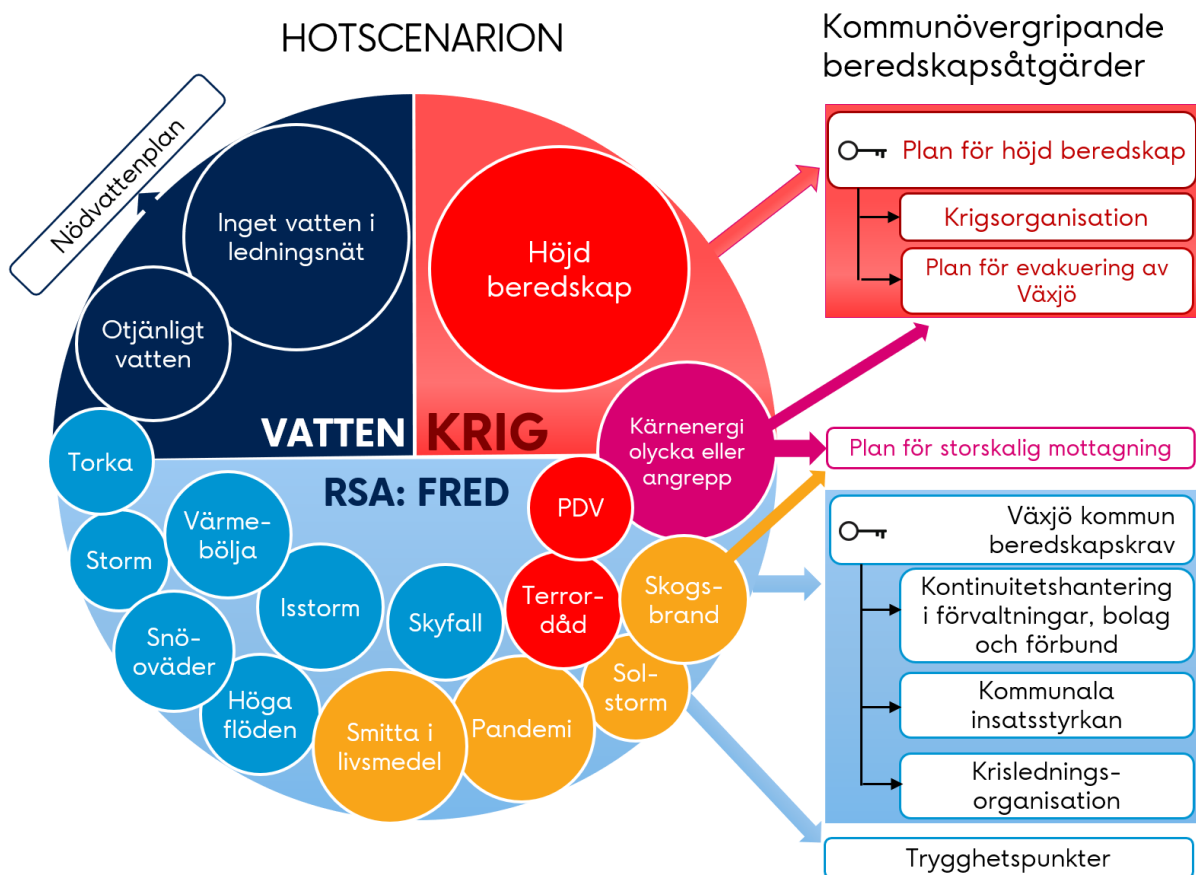 HOTSCENARION
Kommunövergripande
beredskapsåtgärder
Nödvattenplan
Inget vatten i
ledningsnät
Otjänligt
vatten
VATTEN
Höjd
beredskap
KRIG
Kärnenergi
olycka eller
angrepp
RSA: FRED
Torka
Storm
Värme-
bölja
Snö-
oväder
Isstorm
Höga
flöden
Skyfall
PDV
Terror-
dåd
Skogs-
brand
Sol-
storm
Pandemi
Smitta i
livsmedel
Plan för höjd beredskap
Krigsorganisation
Plan för evakuering av
Växjö
Plan för storskalig mottagning
Växjö kommun
beredskapskrav
Kontinuitetshantering
i förvaltningar, bolag
och förbund
Kommunala
insatsstyrkan
Krislednings-
organisation
Trygghetspunkter